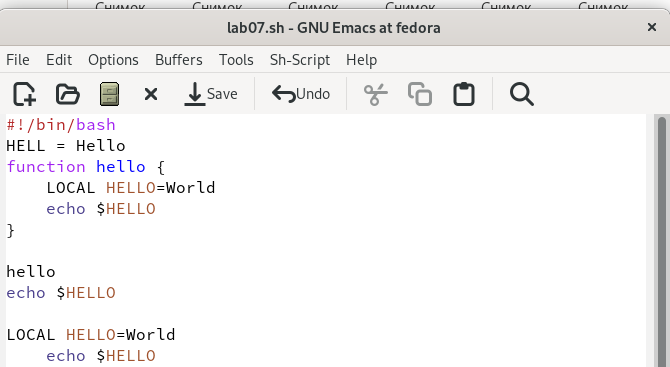 Снимок Снимок Снимок Снимок Снимок Снимок
lab07.sh - GNU Emacs at fedora ×
File Edit Options Buffers Tools Sh-Script Help
Save Undo
#!/bin/bash
HELL = Hello
function hello {
    LOCAL HELLO=World
    echo $HELLO
}
hello
echo $HELLO
LOCAL HELLO=World
    echo $HELLO